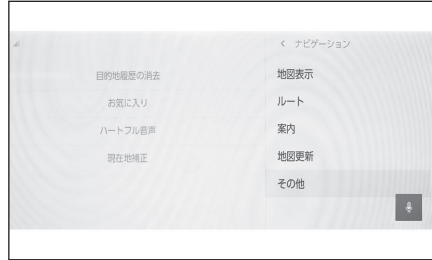 目的地履歴の消去
お気に入り
ハートフル音声
現在地補正
< ナビゲーション
地図表示
ルート
案内
地図更新
その他